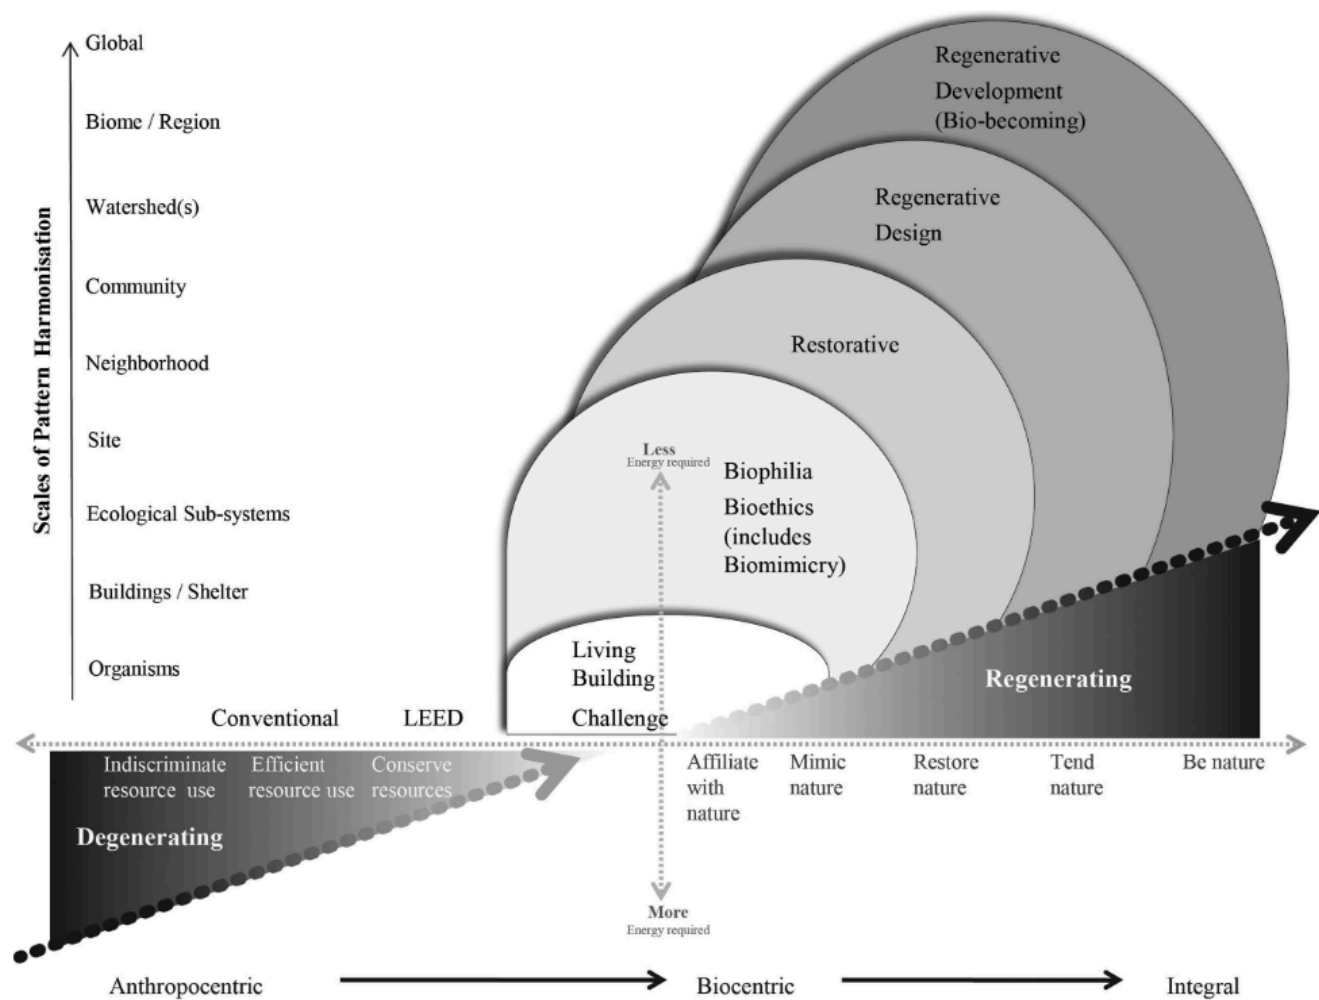 Global
Biome / Region
Watershed(s)
Community
Neighborhood
Site
Ecological Sub-systems
Buildings / Shelter
Organisms
Scales of Pattern Harmonisation
Regenerative
Development
(Bio-becoming)
Regenerative
Design
Restorative
Less
Energy required
Biophilia
Bioethics
(includes
Biomimicry)
Living
Building
Challenge
Conventional
LEED
Regenerating
Indiscriminate
resource use
Efficient
resource use
Conserve
resources
Affiliate
with
nature
Mimic
nature
Restore
nature
Tend
nature
Be nature
Degenerating
More
Energy required
Anthropocentric
Biocentric
Integral